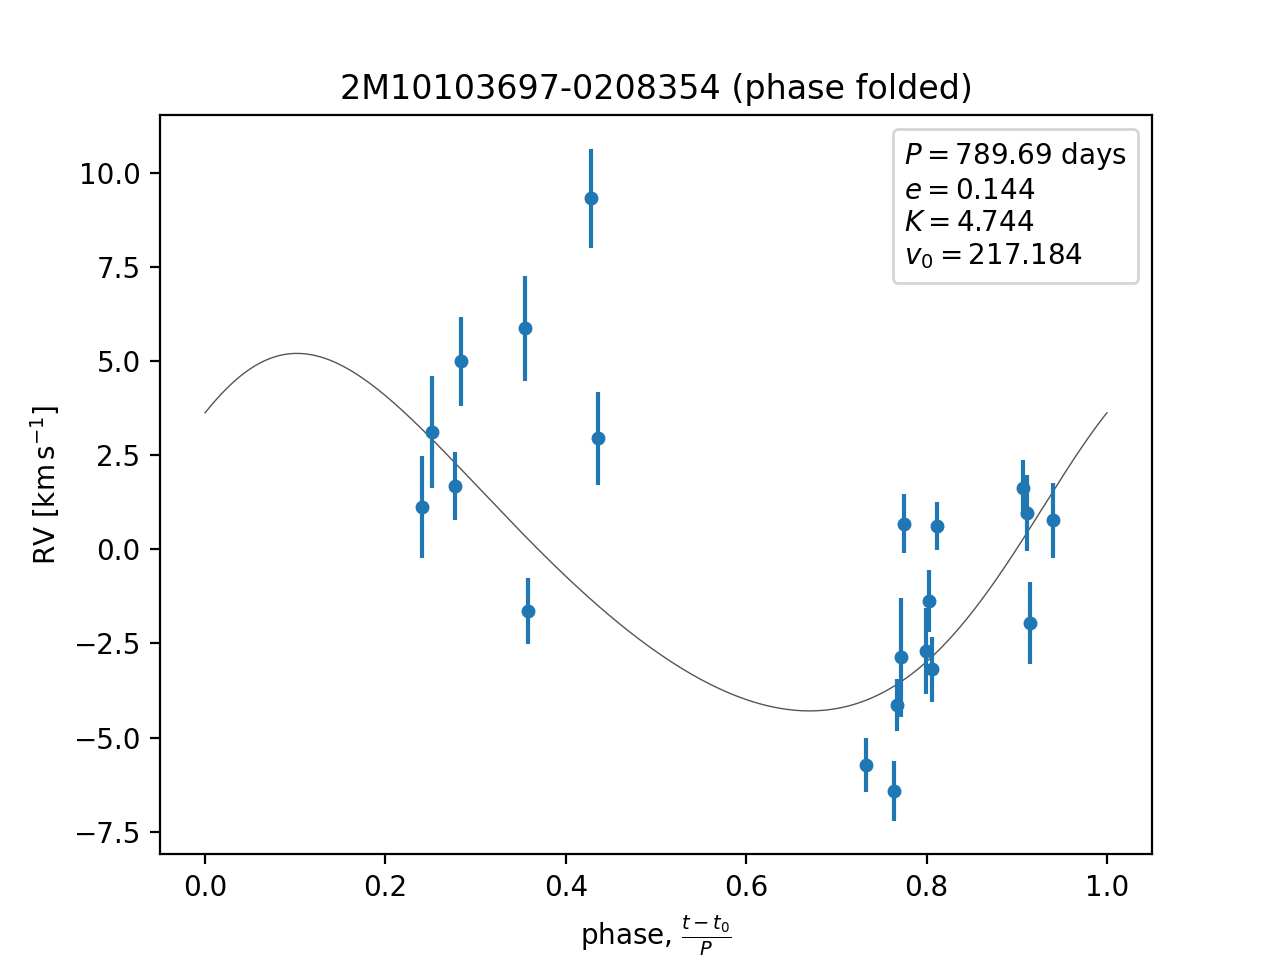 2M10103697-0208354 (phase folded)
P = 789.69 days
e = 0.144
K = 4.744
v₀ = 217.184
RV [km s⁻¹]
10.0
7.5
5.0
2.5
0.0
−2.5
−5.0
−7.5
0.0 0.2 0.4 0.6 0.8 1.0
phase, (t − t₀)/P